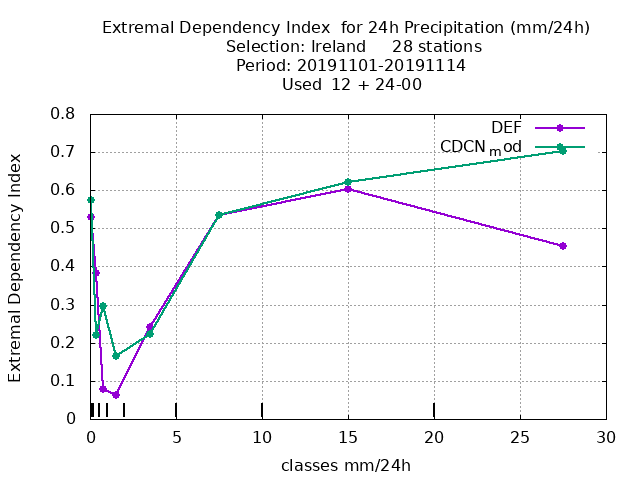 Extremal Dependency Index  for 24h Precipitation (mm/24h)
Selection: Ireland     28 stations
Period: 20191101-20191114
Used  12 + 24-00
DEF
CDCN mod
Extremal Dependency Index
0.8
0.7
0.6
0.5
0.4
0.3
0.2
0.1
0
0 5 10 15 20 25 30
classes mm/24h